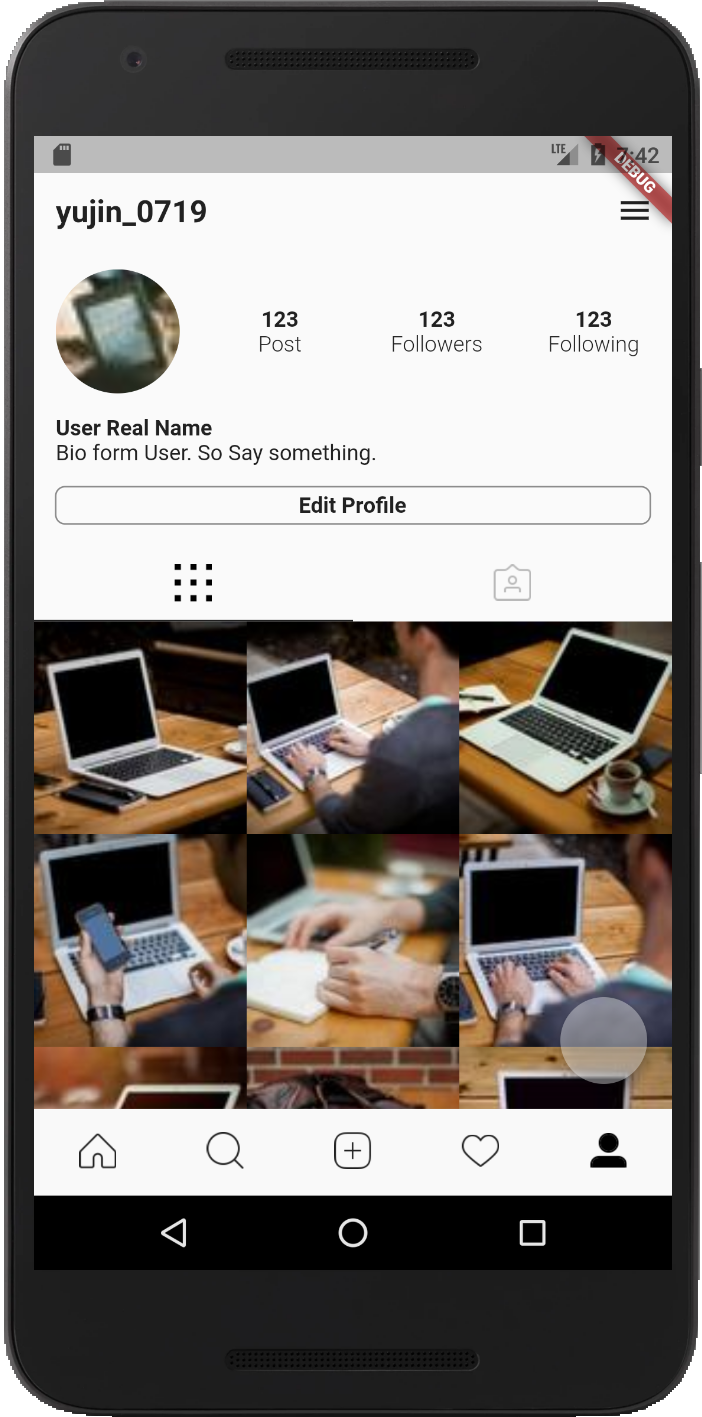 LTE 7:42
DEBUG
yujin_0719
123 123 123
Post Followers Following
User Real Name
Bio form User. So Say something.
Edit Profile